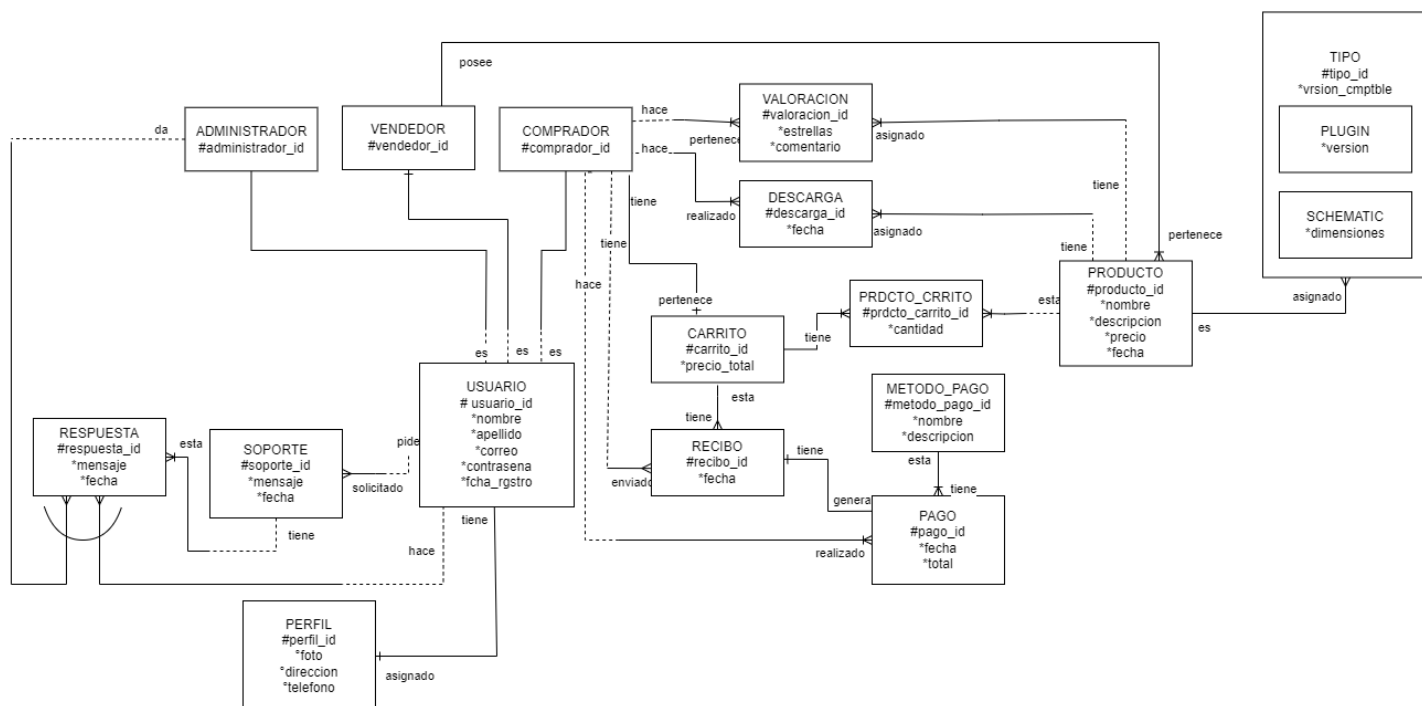 posee
TIPO
#tipo_id
*vrsion_cmptble
PLUGIN
*version
SCHEMATIC
*dimensiones
asignado
da
ADMINISTRADOR
#administrador_id
VENDEDOR
#vendedor_id
COMPRADOR
#comprador_id
hace
hace
pertenece
VALORACION
#valoracion_id
*estrellas
*comentario
asignado
tiene
realizado
DESCARGA
#descarga_id
*fecha
asignado
tiene
tiene
pertenece
tiene
hace
pertenece
PRODUCTO
#producto_id
*nombre
*descripcion
*precio
*fecha
es
esta
PRDCTO_CRRITO
#prdcto_carrito_id
*cantidad
tiene
CARRITO
#carrito_id
*precio_total
esta
tiene
es
es
es
USUARIO
# usuario_id
*nombre
*apellido
*correo
*contrasena
*fcha_rgstro
METODO_PAGO
#metodo_pago_id
*nombre
*descripcion
esta
tiene
RESPUESTA
#respuesta_id
*mensaje
*fecha
esta
SOPORTE
#soporte_id
*mensaje
*fecha
pide
solicitado
tiene
tiene
hace
RECIBO
#recibo_id
*fecha
enviado
tiene
genera
PAGO
#pago_id
*fecha
*total
realizado
PERFIL
#perfil_id
*foto
*direccion
*telefono
asignado